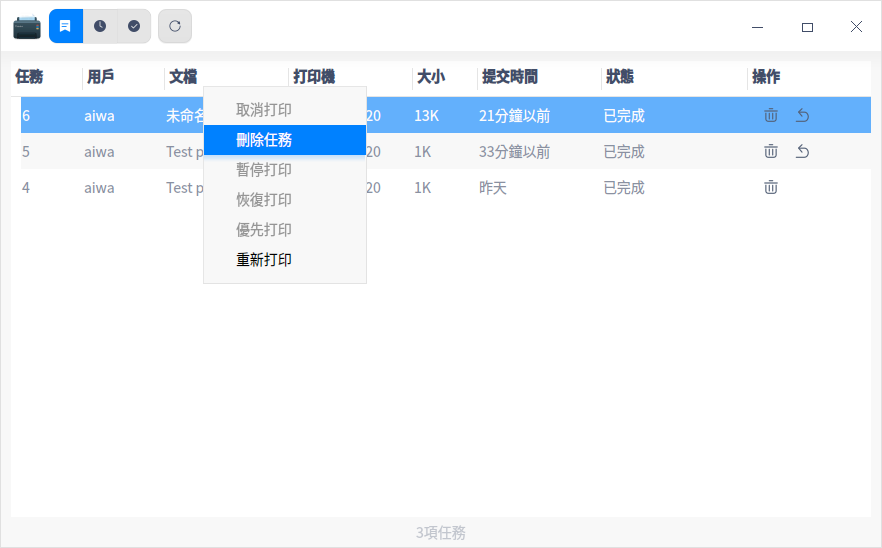 任務 用戶 文檔 打印機 大小 提交時間 狀態 操作
6 aiwa 未命名 20 13K 21分鐘以前 已完成
5 aiwa Test p 20 1K 33分鐘以前 已完成
4 aiwa Test p 20 1K 昨天 已完成
取消打印
刪除任務
暫停打印
恢復打印
優先打印
重新打印
3項任務